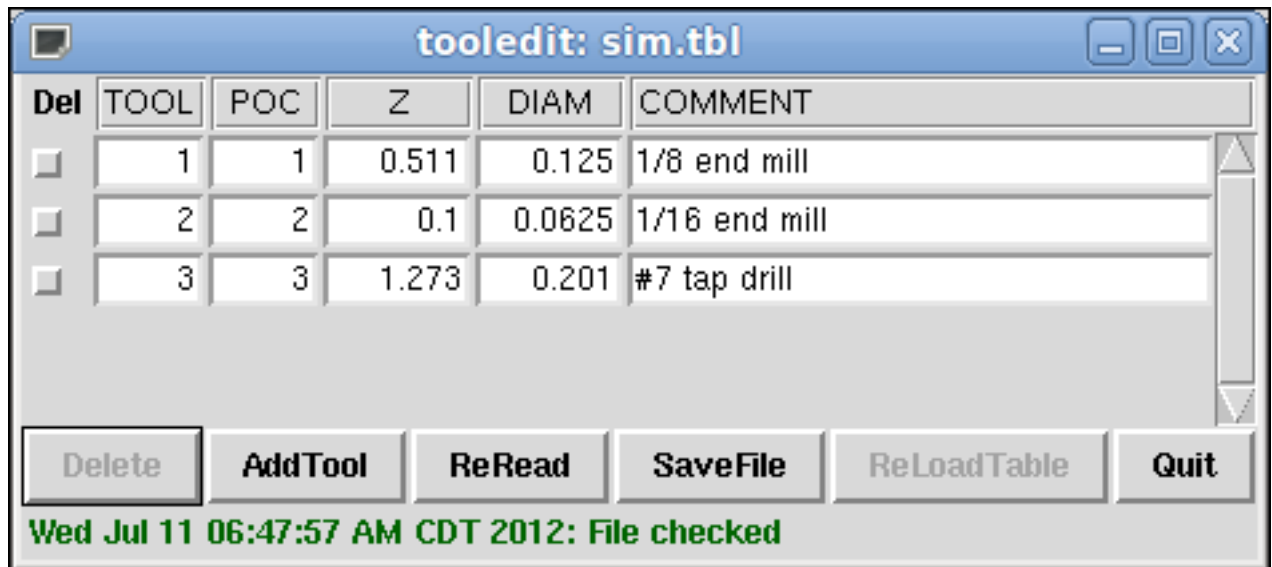 tooledit: sim.tbl
Del TOOL POC Z DIAM COMMENT
1 1 0.511 0.125 1/8 end mill
2 2 0.1 0.0625 1/16 end mill
3 3 1.273 0.201 #7 tap drill
Delete AddTool ReRead SaveFile ReLoadTable Quit
Wed Jul 11 06:47:57 AM CDT 2012: File checked